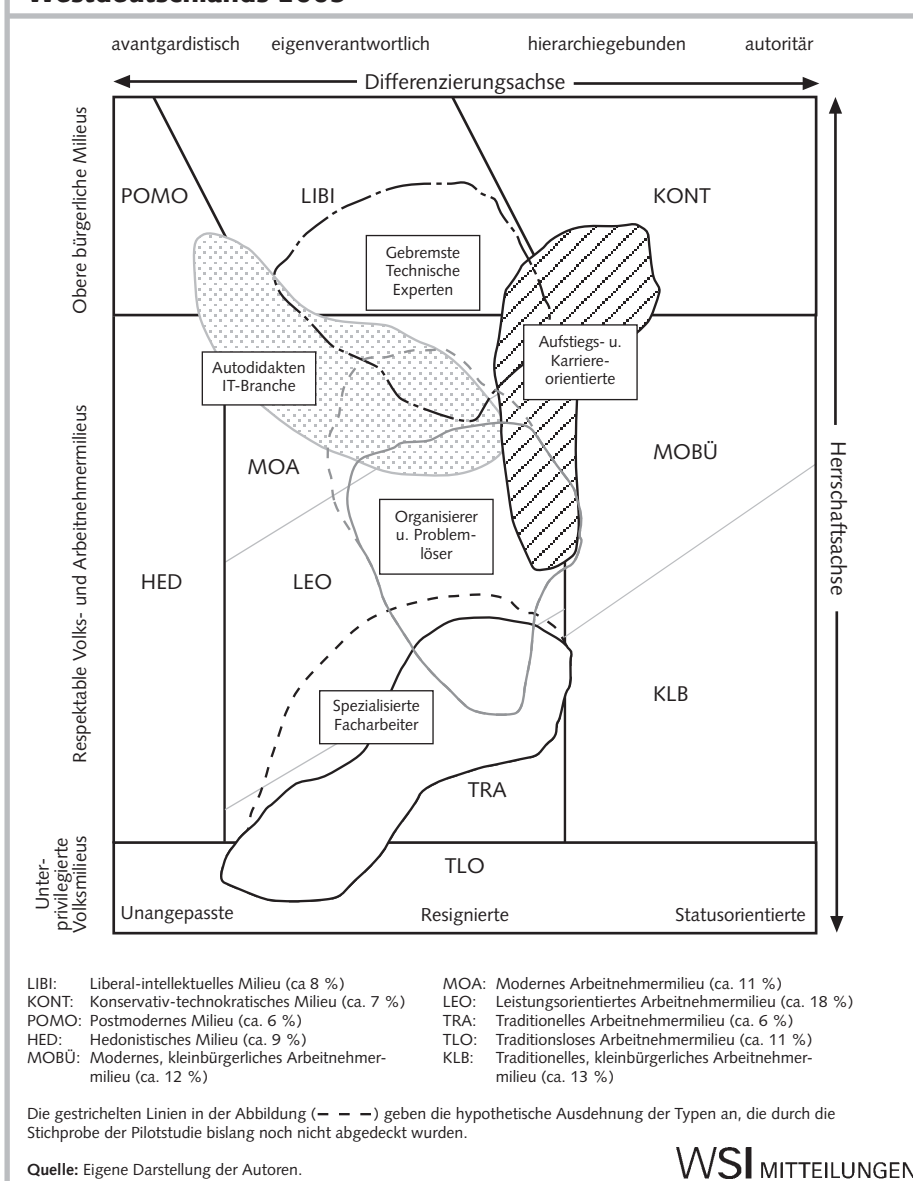 Westdeutschlands 2003
avantgardistisch eigenverantwortlich hierarchiegebunden autoritär
Differenzierungsachse
Obere bürgerliche Milieus
POMO LIBI KONT
Gebremste
Technische
Experten
Autodidakten
IT-Branche
Aufstiegs- u.
Karriere-
orientierte
Respektable Volks- und Arbeitnehmermilieus
MOA MOBÜ
Herrschaftsachse
Organisierer
u. Problem-
löser
HED LEO
Spezialisierte
Facharbeiter
KLB
TRA
Unter-
privilegierte
Volksmilieus
TLO
Unangepasste Resignierte Statusorientierte
LIBI: Liberal-intellektuelles Milieu (ca 8 %)
KONT: Konservativ-technokratisches Milieu (ca. 7 %)
POMO: Postmodernes Milieu (ca. 6 %)
HED: Hedonistisches Milieu (ca. 9 %)
MOBÜ: Modernes, kleinbürgerliches Arbeitnehmer-
milieu (ca. 12 %)
MOA: Modernes Arbeitnehmermilieu (ca. 11 %)
LEO: Leistungsorientiertes Arbeitnehmermilieu (ca. 18 %)
TRA: Traditionelles Arbeitnehmermilieu (ca. 6 %)
TLO: Traditionsloses Arbeitnehmermilieu (ca. 11 %)
KLB: Traditionelles, kleinbürgerliches Arbeitnehmer-
milieu (ca. 13 %)
Die gestrichelten Linien in der Abbildung (– – –) geben die hypothetische Ausdehnung der Typen an, die durch die
Stichprobe der Pilotstudie bislang noch nicht abgedeckt wurden.
Quelle: Eigene Darstellung der Autoren.
WSI MITTEILUNGEN